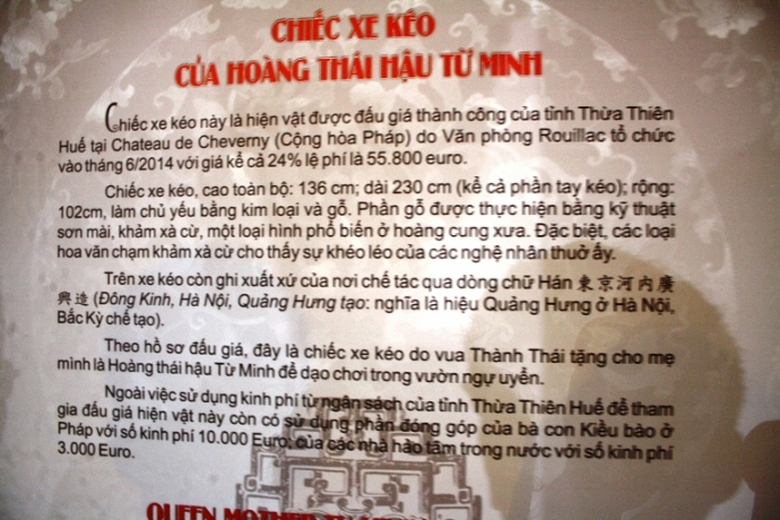 CHIẾC XE KÉO
CỦA HOÀNG THÁI HẬU TỪ MINH
Chiếc xe kéo này là hiện vật được đấu giá thành công của tỉnh Thừa Thiên
Huế tại Chateau de Cheverny (Cộng hòa Pháp) do Văn phòng Rouillac tổ chức
vào tháng 6/2014 với giá kể cả 24% lệ phí là 55.800 euro.
Chiếc xe kéo, cao toàn bộ: 136 cm; dài 230 cm (kể cả phần tay kéo); rộng:
102cm, làm chủ yếu bằng kim loại và gỗ. Phần gỗ được thực hiện bằng kỹ thuật
sơn mài, khảm xà cừ, một loại hình phổ biến ở hoàng cung xưa. Đặc biệt, các loại
hoa văn chạm khảm xà cừ cho thấy sự khéo léo của các nghệ nhân thuở ấy.
Trên xe kéo còn ghi xuất xứ của nơi chế tác qua dòng chữ Hán 東京河内廣
興造 (Đông Kinh, Hà Nội, Quảng Hưng tạo: nghĩa là hiệu Quảng Hưng ở Hà Nội,
Bắc Kỳ chế tạo).
Theo hồ sơ đấu giá, đây là chiếc xe kéo do vua Thành Thái tặng cho mẹ
mình là Hoàng thái hậu Từ Minh để dạo chơi trong vườn ngự uyển.
Ngoài việc sử dụng kinh phí từ ngân sách của tỉnh Thừa Thiên Huế để tham
gia đấu giá hiện vật này còn có sử dụng phần đóng góp của bà con Kiều bào ở
Pháp với số kinh phí 10.000 Euro; của các nhà hảo tâm trong nước với số kinh phí
3.000 Euro.
QUEEN MOTHER